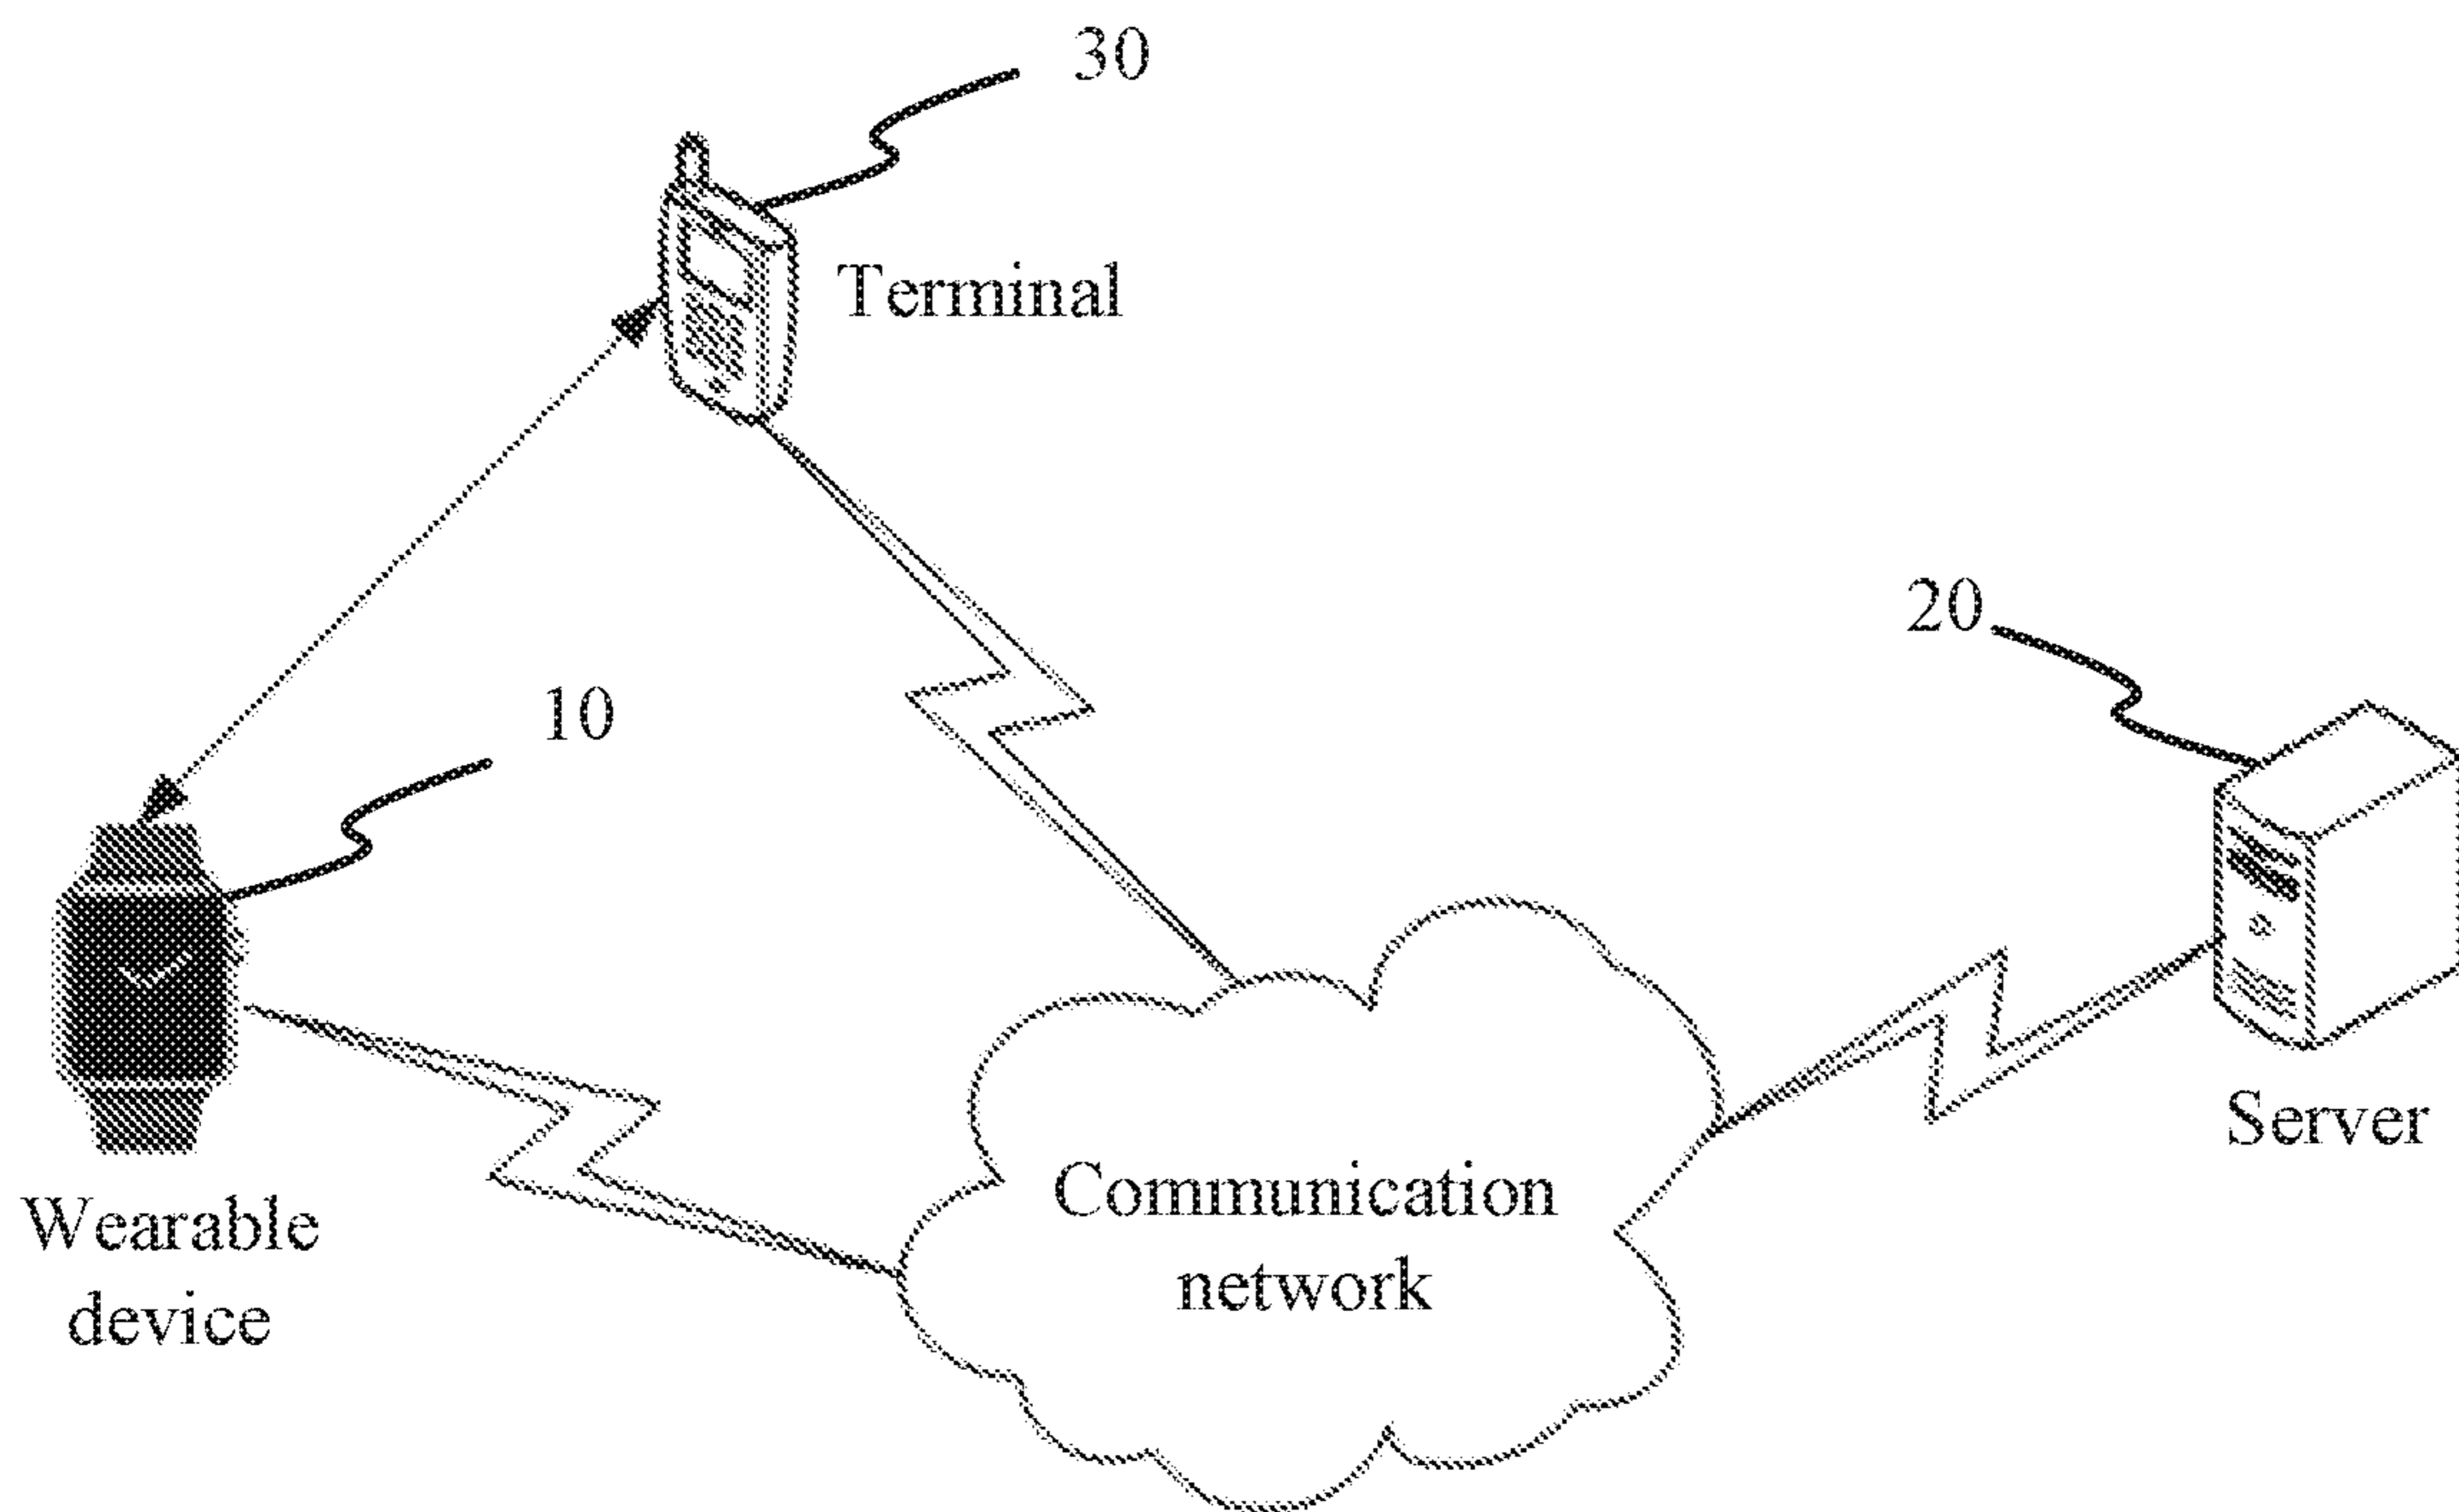 30
Terminal
20
10
Server
Communication
network
Wearable
device